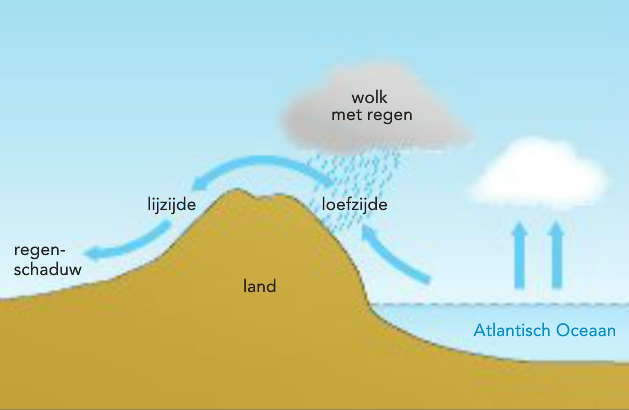 wolk
met regen
lijzijde
loefzijde
regen-
schaduw
land
Atlantisch Oceaan